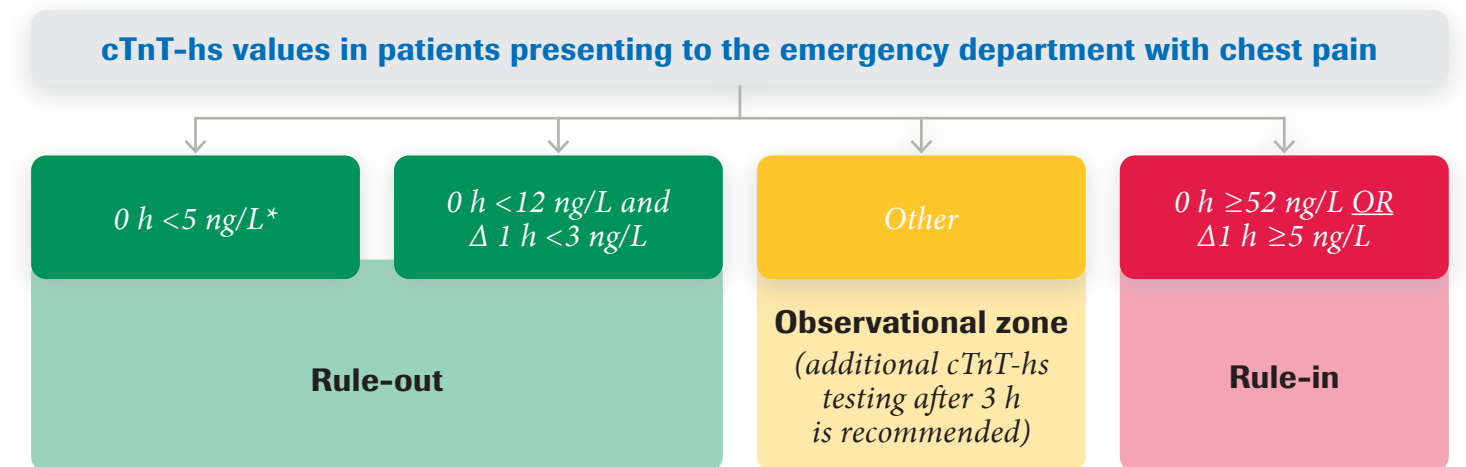 cTnT-hs values in patients presenting to the emergency department with chest pain
0 h <5 ng/L*
0 h <12 ng/L and
Δ 1 h <3 ng/L
Other
0 h ≥52 ng/L OR
Δ1 h ≥5 ng/L
Rule-out
Observational zone
(additional cTnT-hs
testing after 3 h
is recommended)
Rule-in